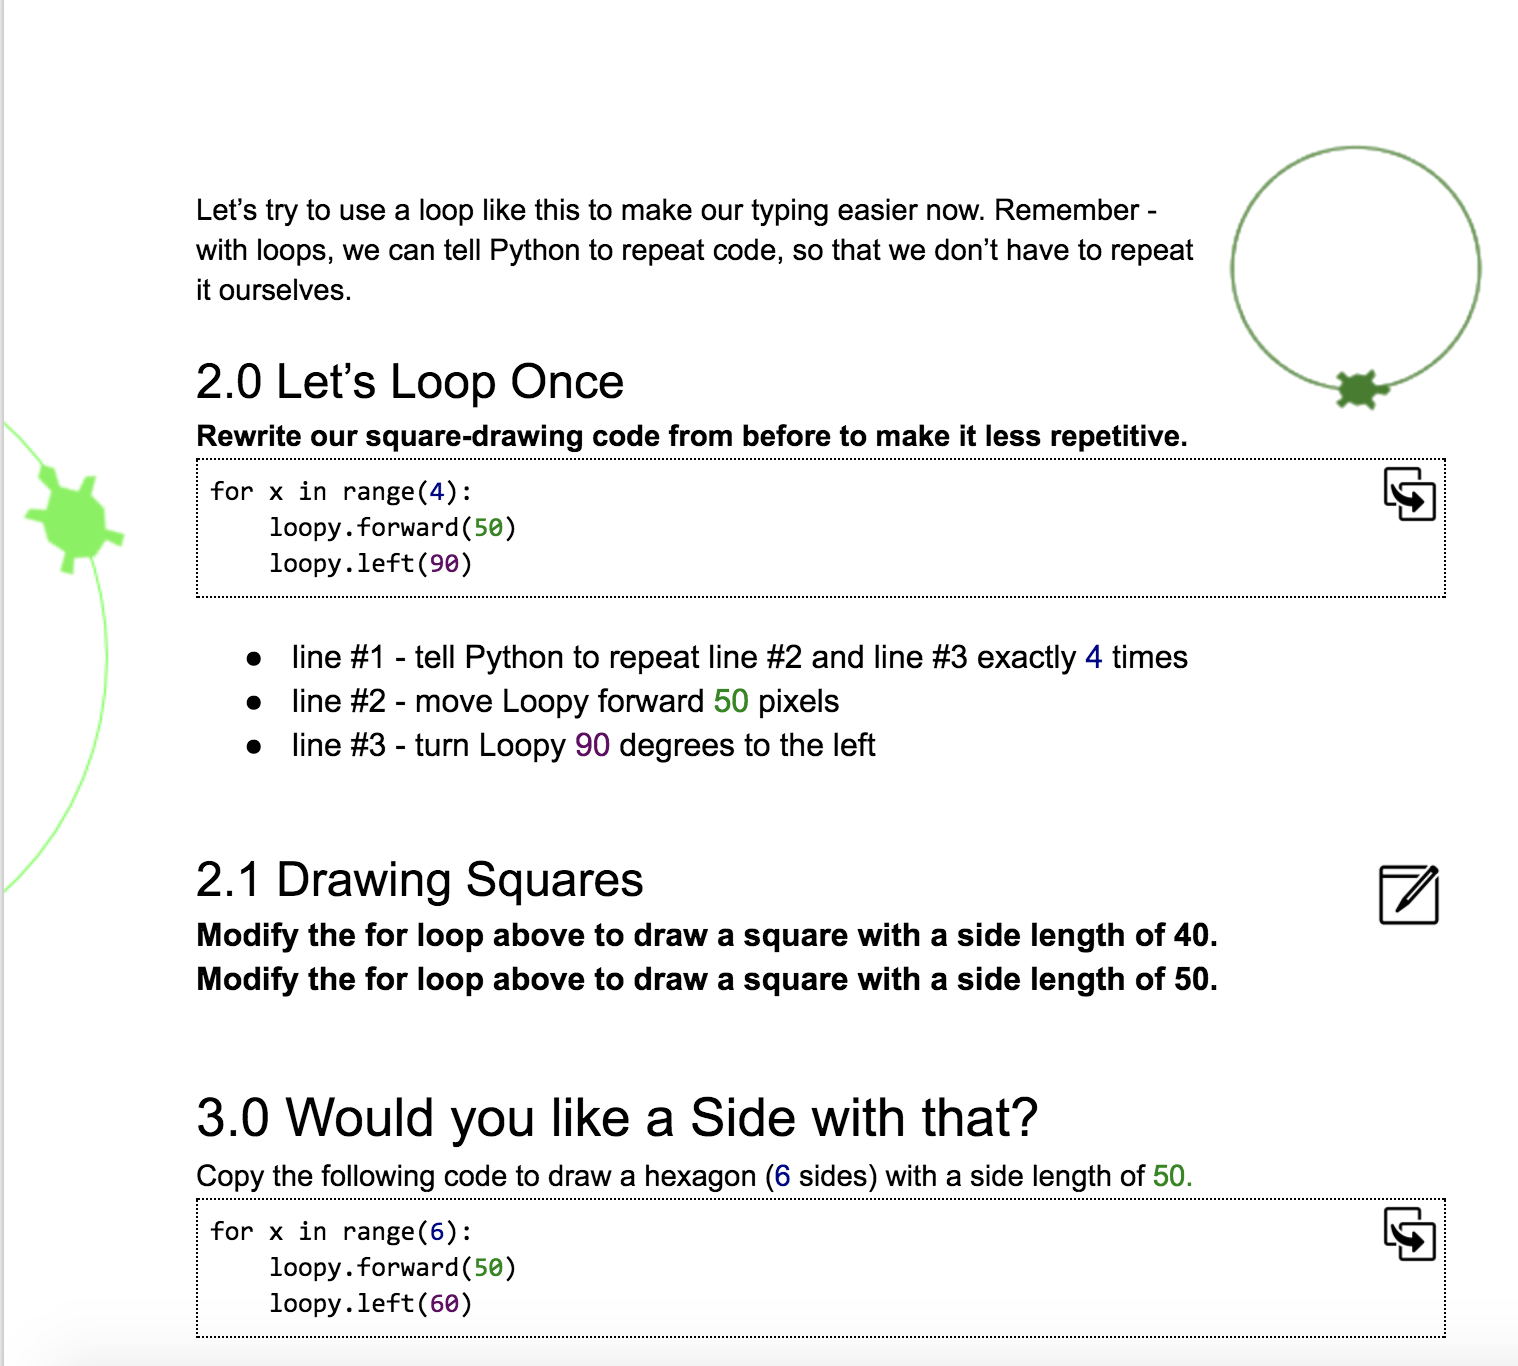 Let’s try to use a loop like this to make our typing easier now. Remember -
with loops, we can tell Python to repeat code, so that we don’t have to repeat
it ourselves.
2.0 Let’s Loop Once
Rewrite our square-drawing code from before to make it less repetitive.
for x in range(4):
    loopy.forward(50)
    loopy.left(90)
● line #1 - tell Python to repeat line #2 and line #3 exactly 4 times
● line #2 - move Loopy forward 50 pixels
● line #3 - turn Loopy 90 degrees to the left
2.1 Drawing Squares
Modify the for loop above to draw a square with a side length of 40.
Modify the for loop above to draw a square with a side length of 50.
3.0 Would you like a Side with that?
Copy the following code to draw a hexagon (6 sides) with a side length of 50.
for x in range(6):
    loopy.forward(50)
    loopy.left(60)